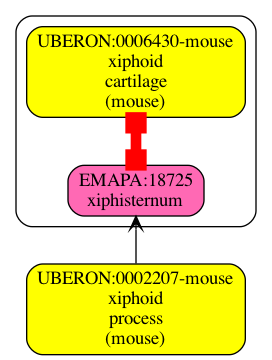 UBERON:0006430-mouse
xiphoid
cartilage
(mouse)
EMAPA:18725
xiphisternum
UBERON:0002207-mouse
xiphoid
process
(mouse)